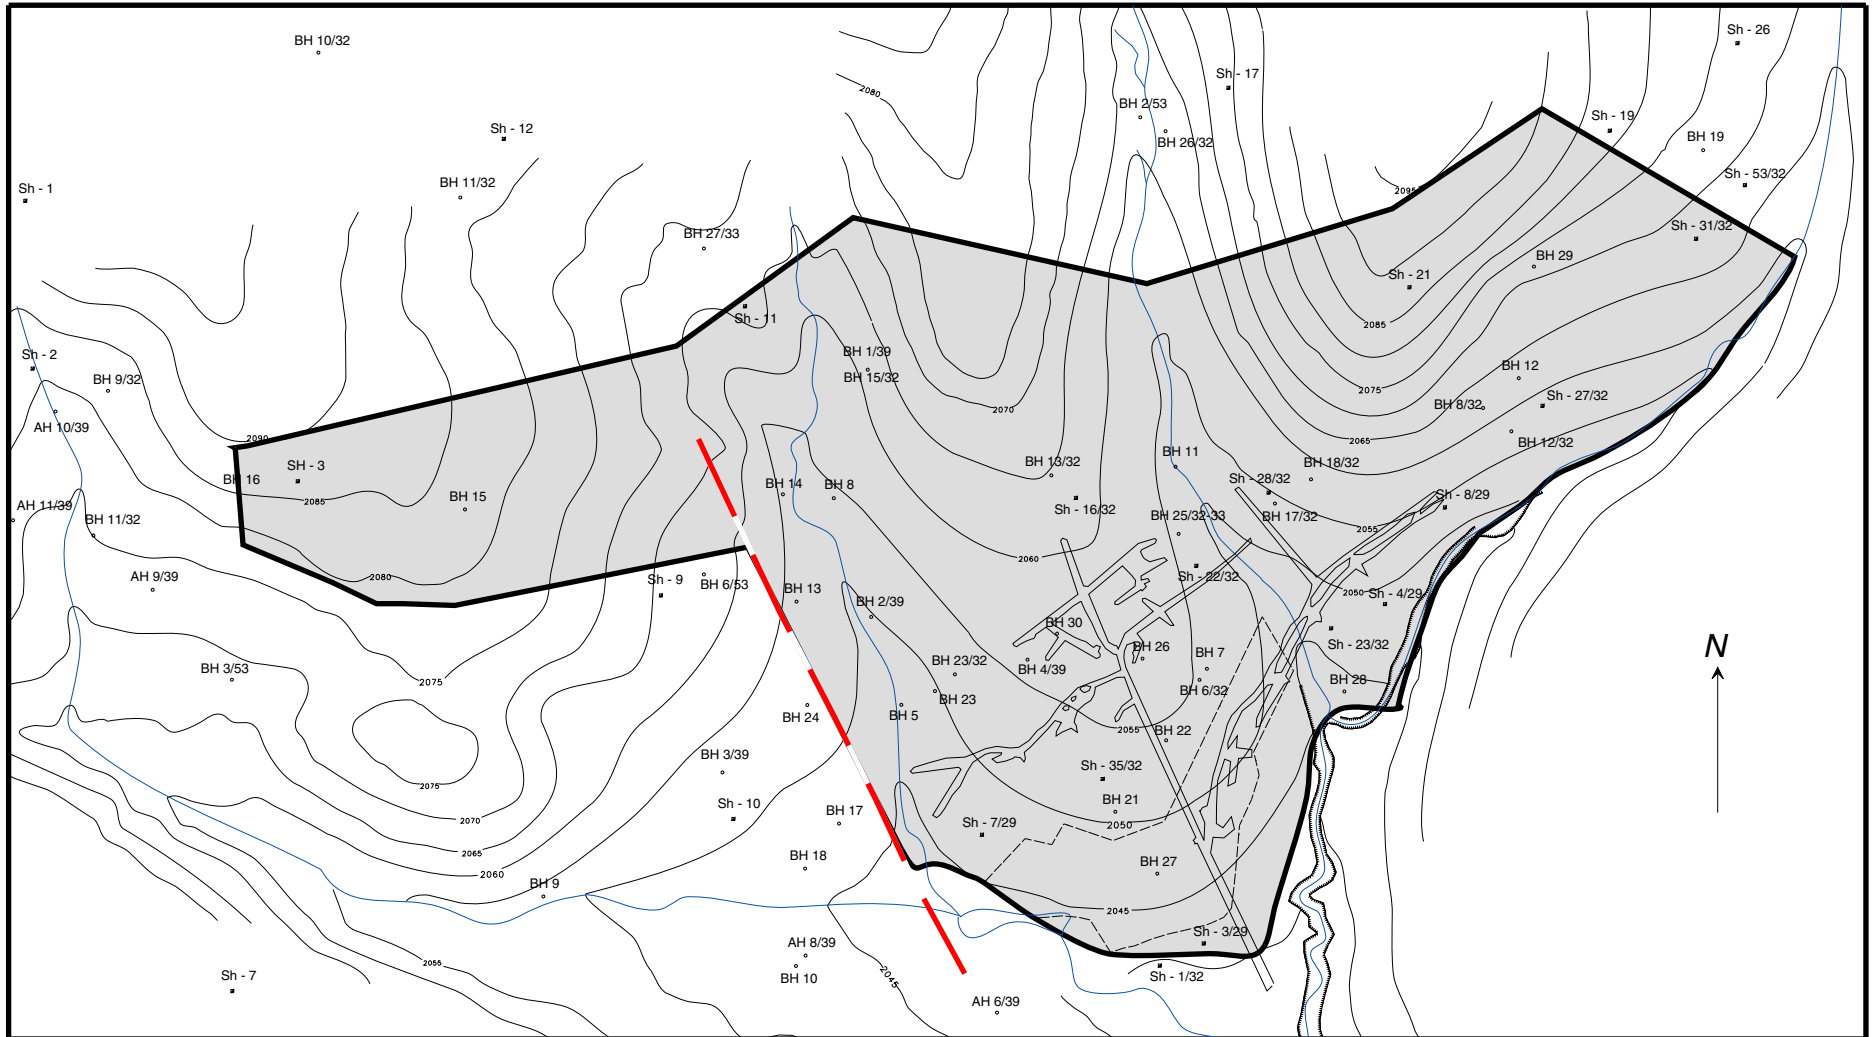 BH 10/32
Sh - 26
Sh - 17
2080
BH 2/53
Sh - 12
Sh - 19
BH 19
BH 26/32
Sh - 1
BH 11/32
Sh - 53/32
2095
BH 27/33
Sh - 31/32
BH 29
Sh - 21
Sh - 11
2085
Sh - 2
BH 1/39
BH 15/32
BH 9/32
BH 12
2075
Sh - 27/32
2070
BH 8/32
AH 10/39
2090
2065
BH 12/32
SH - 3
BH 16
BH 11
BH 13/32
BH 18/32
Sh - 28/32
BH 14
BH 8
BH 15
2085
Sh - 8/29
AH 11/39
BH 11/32
Sh - 16/32
BH 25/32-33
BH 17/32
2055
2060
AH 9/39
2080
Sh - 9
BH 6/53
BH 13
Sh - 22/32
2050
Sh - 4/29
BH 2/39
BH 30
Sh - 23/32
N
BH 3/53
BH 23/32
BH 4/39
BH 26
BH 7
2075
BH 6/32
BH 28
BH 23
BH 24
BH 5
2055
BH 22
BH 3/39
Sh - 35/32
2075
Sh - 10
BH 17
BH 21
2070
Sh - 7/29
2050
2065
BH 18
BH 27
2060
BH 9
2045
AH 8/39
Sh - 3/29
2055
Sh - 7
BH 10
2045
Sh - 1/32
AH 6/39